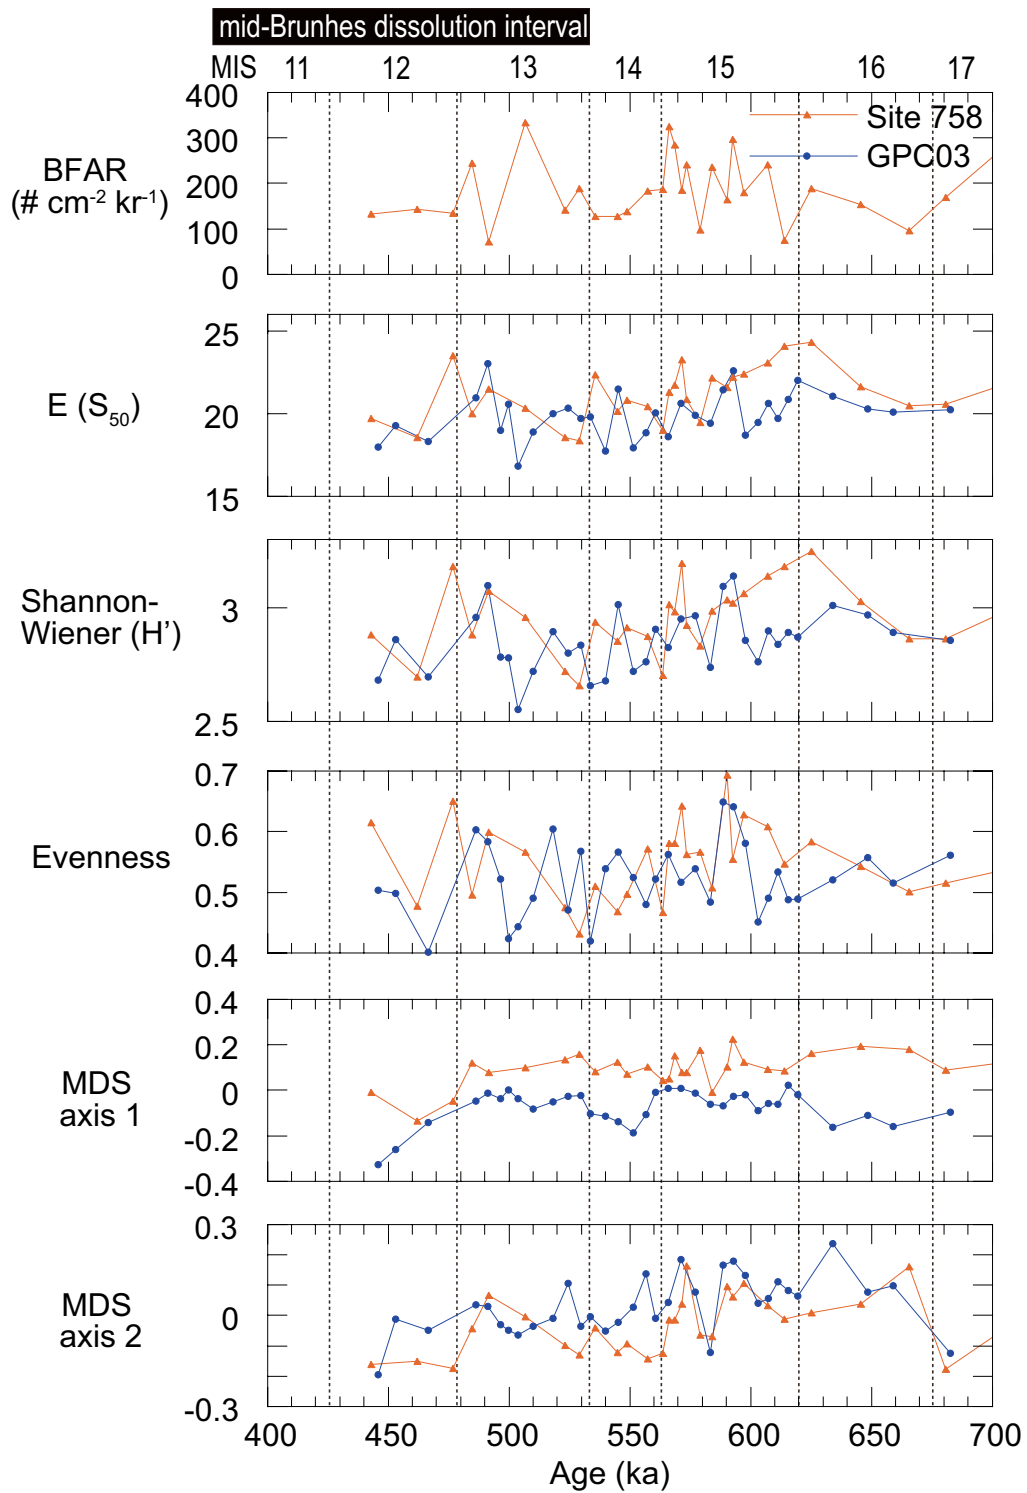 mid-Brunhes dissolution interval
MIS 11 12 13 14 15 16 17
400
300
200
100
0
BFAR
(# cm⁻² kr⁻¹)
Site 758
GPC03
25
20
15
E (S₅₀)
3
2.5
Shannon-
Wiener (H’)
0.7
0.6
0.5
0.4
Evenness
0.4
0.2
0
-0.2
-0.4
MDS
axis 1
0.3
0
-0.3
MDS
axis 2
400 450 500 550 600 650 700
Age (ka)